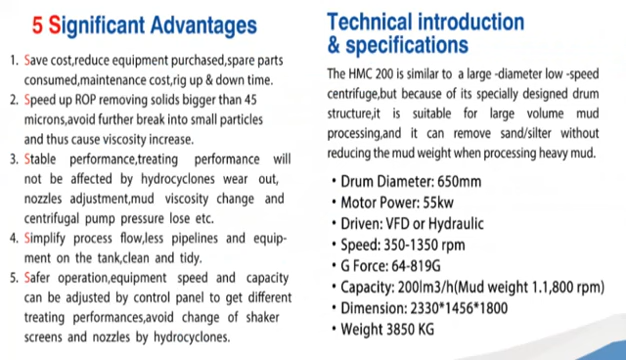 5 Significant Advantages
1. Save cost,reduce equipment purchased,spare parts
consumed,maintenance cost,rig up & down time.
2. Speed up ROP removing solids bigger than 45
microns,avoid further break into small particles
and thus cause viscosity increase.
3. Stable performance,treating performance will
not be affected by hydrocyclones wear out,
nozzles adjustment,mud viscosity change and
centrifugal pump pressure lose etc.
4. Simplify process flow,less pipelines and equip-
ment on the tank,clean and tidy.
5. Safer operation,equipment speed and capacity
can be adjusted by control panel to get different
treating performances,avoid change of shaker
screens and nozzles by hydrocyclones.
Technical introduction
& specifications
The HMC 200 is similar to a large -diameter low -speed
centrifuge,but because of its specially designed drum
structure,it is suitable for large volume mud
processing,and it can remove sand/silter without
reducing the mud weight when processing heavy mud.
• Drum Diameter: 650mm
• Motor Power: 55kw
• Driven: VFD or Hydraulic
• Speed: 350-1350 rpm
• G Force: 64-819G
• Capacity: 200lm3/h(Mud weight 1.1,800 rpm)
• Dimension: 2330*1456*1800
• Weight 3850 KG